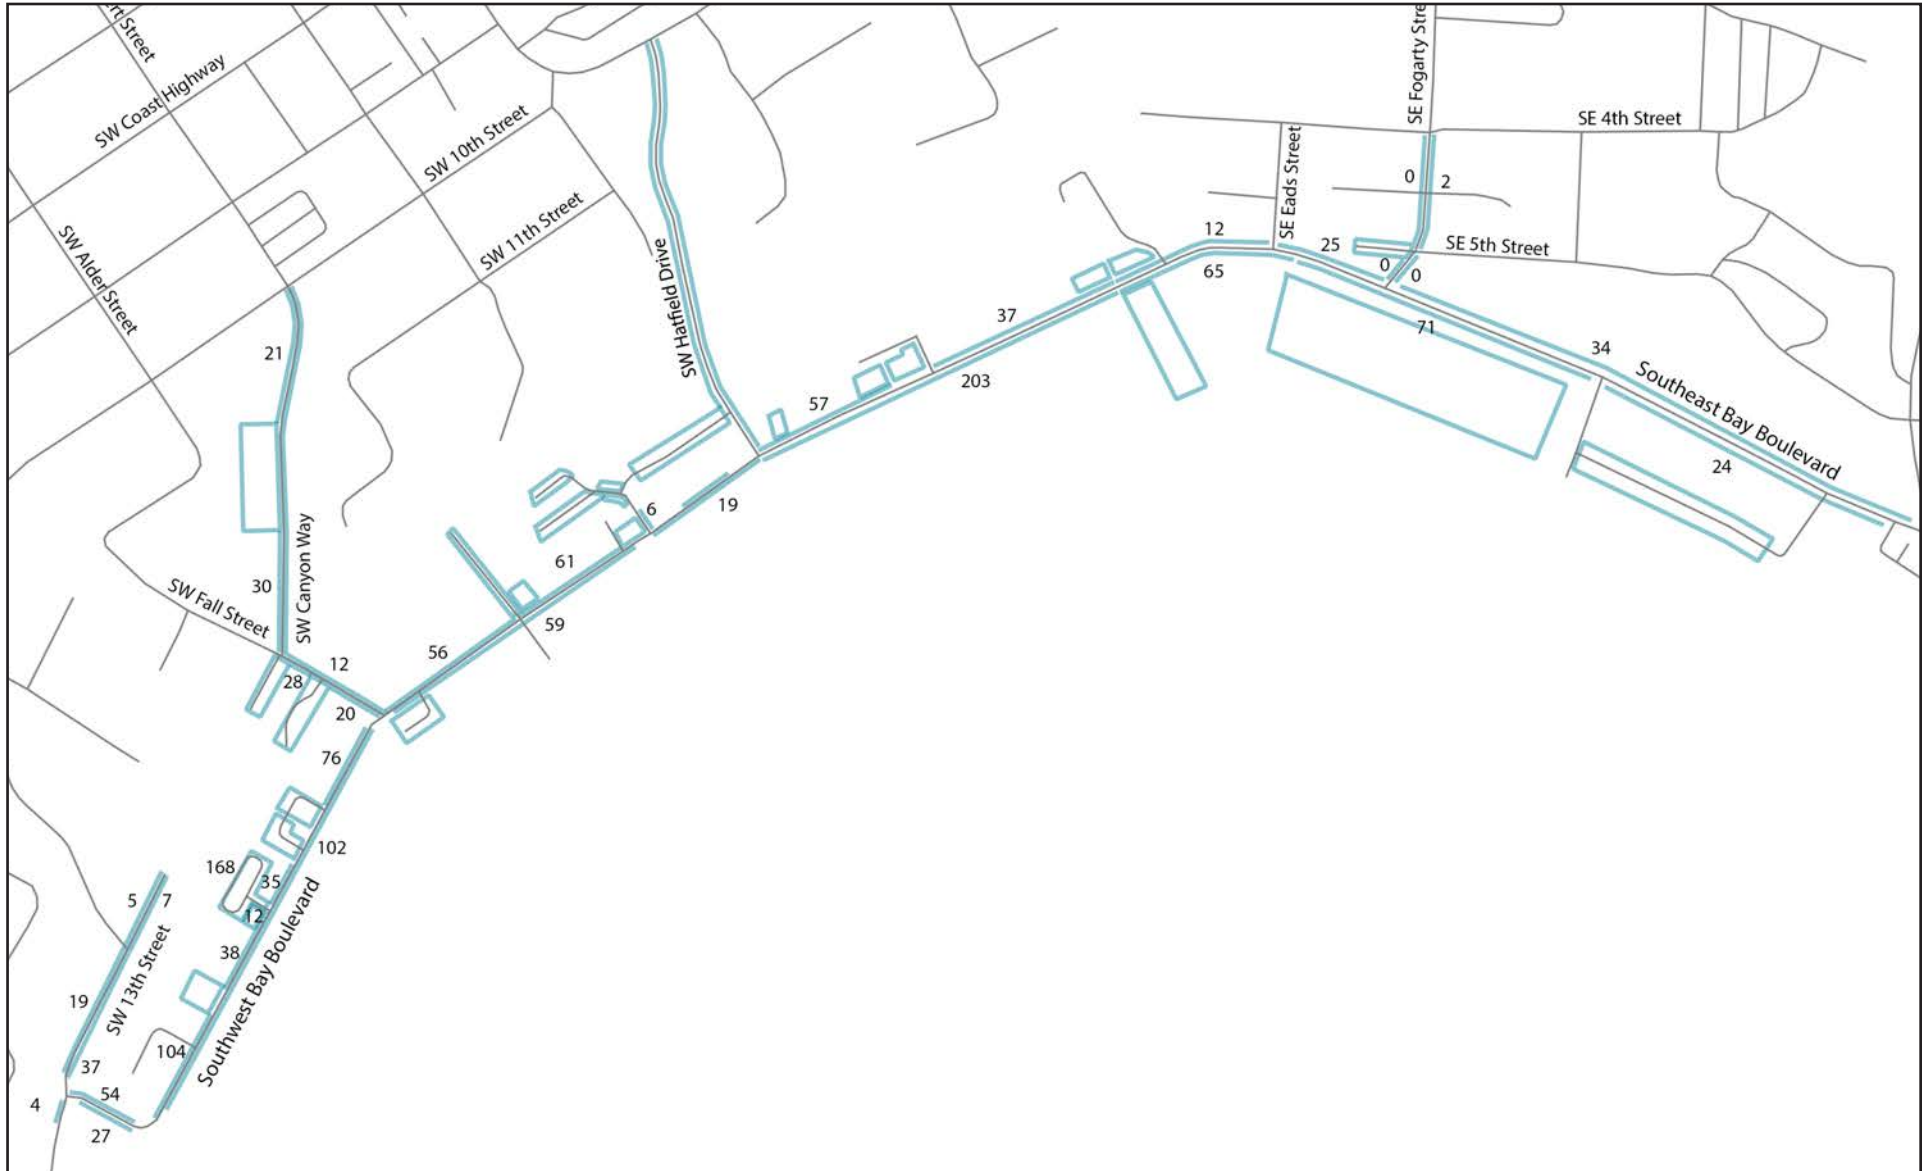 SW Coast Highway
SW 10th Street
SW 11th Street
SW Alder Street
SW Hatfield Drive
SE Eads Street
SE 4th Street
SE 5th Street
0
2
12
25
0
0
65
71
34
Southeast Bay Boulevard
24
37
203
57
19
6
61
59
56
21
30
SW Canyon Way
SW Fall Street
12
28
20
76
102
168
35
12
38
Southwest Bay Boulevard
5
7
19
SW 13th Street
104
37
54
4
27
SE Fogarty Stre
Street